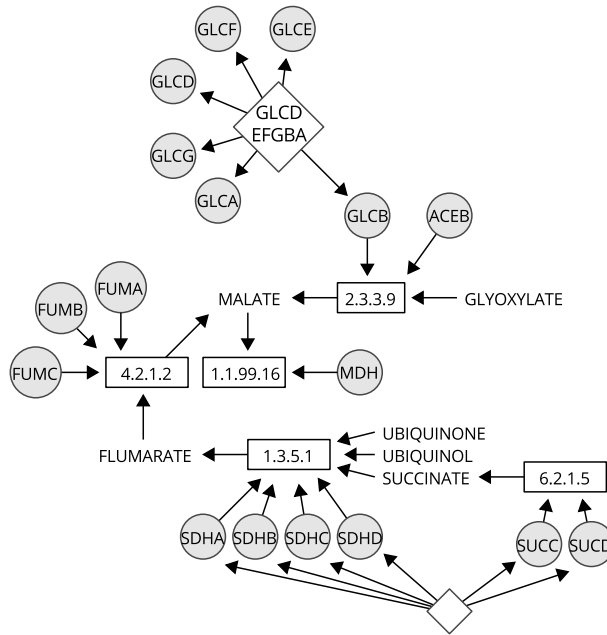 GLCF
GLCE
GLCD
GLCD
EFGBA
GLCG
GLCA
GLCB
ACEB
FUMA
FUMB
MALATE
2.3.3.9
GLYOXYLATE
FUMC
4.2.1.2
1.1.99.16
MDH
UBIQUINONE
FLUMARATE
1.3.5.1
UBIQUINOL
SUCCINATE
6.2.1.5
SDHA
SDHB
SDHC
SDHD
SUCC
SUCD